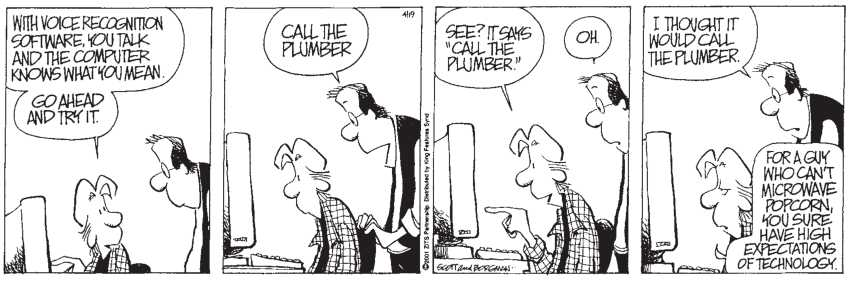 WITH VOICE RECOGNITION
SOFTWARE, YOU TALK
AND THE COMPUTER
KNOWS WHAT YOU MEAN.
GO AHEAD
AND TRY IT.
4/19
CALL THE
PLUMBER
©2001 ZITS Partnership. Distributed by King Features Synd.
SEE? IT SAYS
"CALL THE
PLUMBER."
OH.
SCOTT and BORGMAN
I THOUGHT IT
WOULD CALL
THE PLUMBER.
FOR A GUY
WHO CAN'T
MICROWAVE
POPCORN,
YOU SURE
HAVE HIGH
EXPECTATIONS
OF TECHNOLOGY.